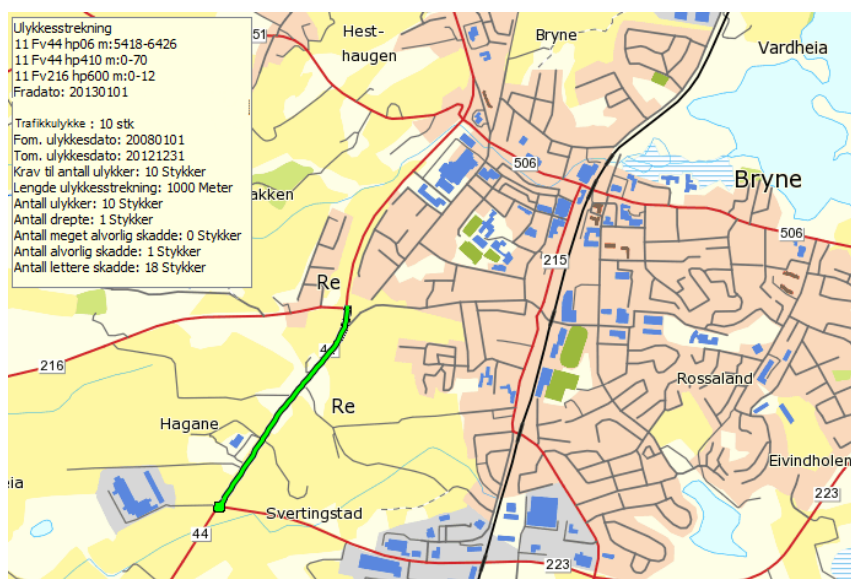 Ulykkesstrekning
11 Fv44 hp06 m:5418-6426
11 Fv44 hp410 m:0-70
11 Fv216 hp600 m:0-12
Fradato: 20130101
Trafikkulykke : 10 stk
Fom. ulykkesdato: 20080101
Tom. ulykkesdato: 20121231
Krav til antall ulykker: 10 Stykker
Lengde ulykkesstrekning: 1000 Meter
Antall ulykker: 10 Stykker
Antall drepte: 1 Stykker
Antall meget alvorlig skadde: 0 Stykker
Antall alvorlig skadde: 1 Stykker
Antall lettere skadde: 18 Stykker
51
Hest-
haugen
Bryne
Vardheia
506
Bryne
akken
506
215
Re
216
Re
Rossaland
Hagane
Eivindholen
eia
223
Svertingstad
44
223